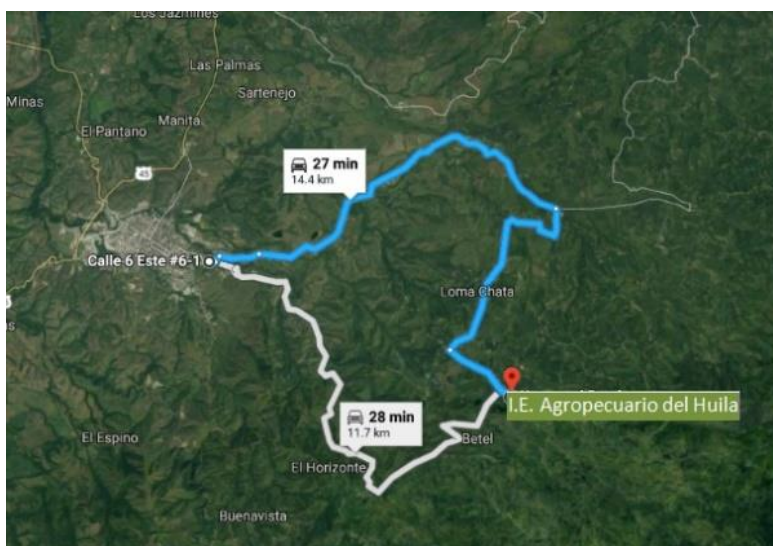 Los Jazmines
Las Palmas
Sartenejo
Minas
El Pantano
Manita
45
27 min
14.4 km
Calle 6 Este #6-1
Loma Chata
I.E. Agropecuario del Huila
28 min
11.7 km
El Espino
Betel
El Horizonte
Buenavista